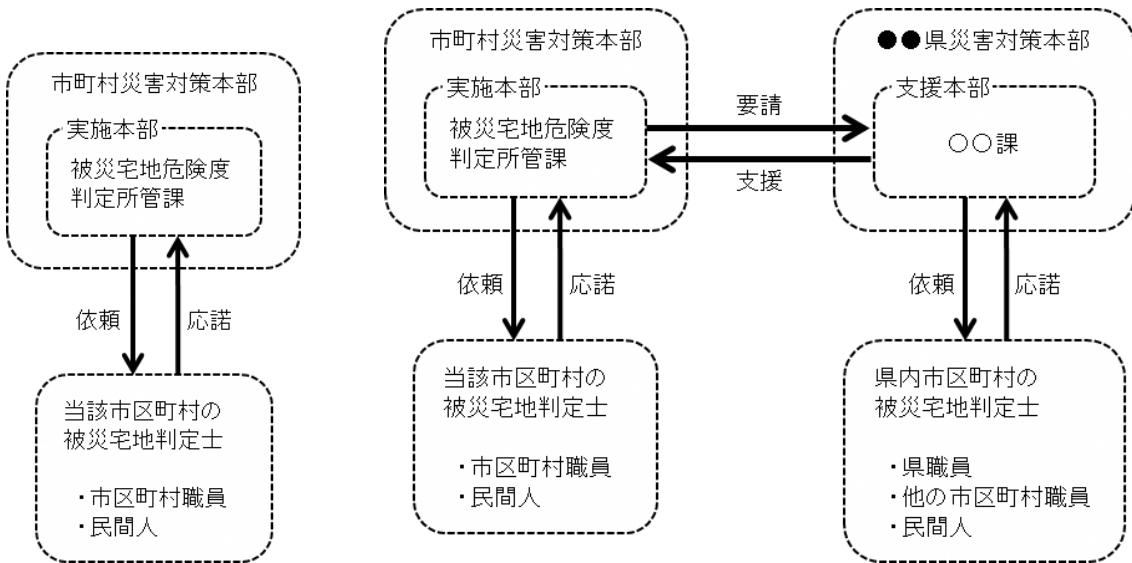 市町村災害対策本部
実施本部
被災宅地危険度
判定所管課
依頼
応諾
当該市区町村の
被災宅地判定士
・市区町村職員
・民間人
市町村災害対策本部
実施本部
被災宅地危険度
判定所管課
要請
支援
依頼
応諾
当該市区町村の
被災宅地判定士
・市区町村職員
・民間人
●●県災害対策本部
支援本部
○○課
依頼
応諾
県内市区町村の
被災宅地判定士
・県職員
・他の市区町村職員
・民間人